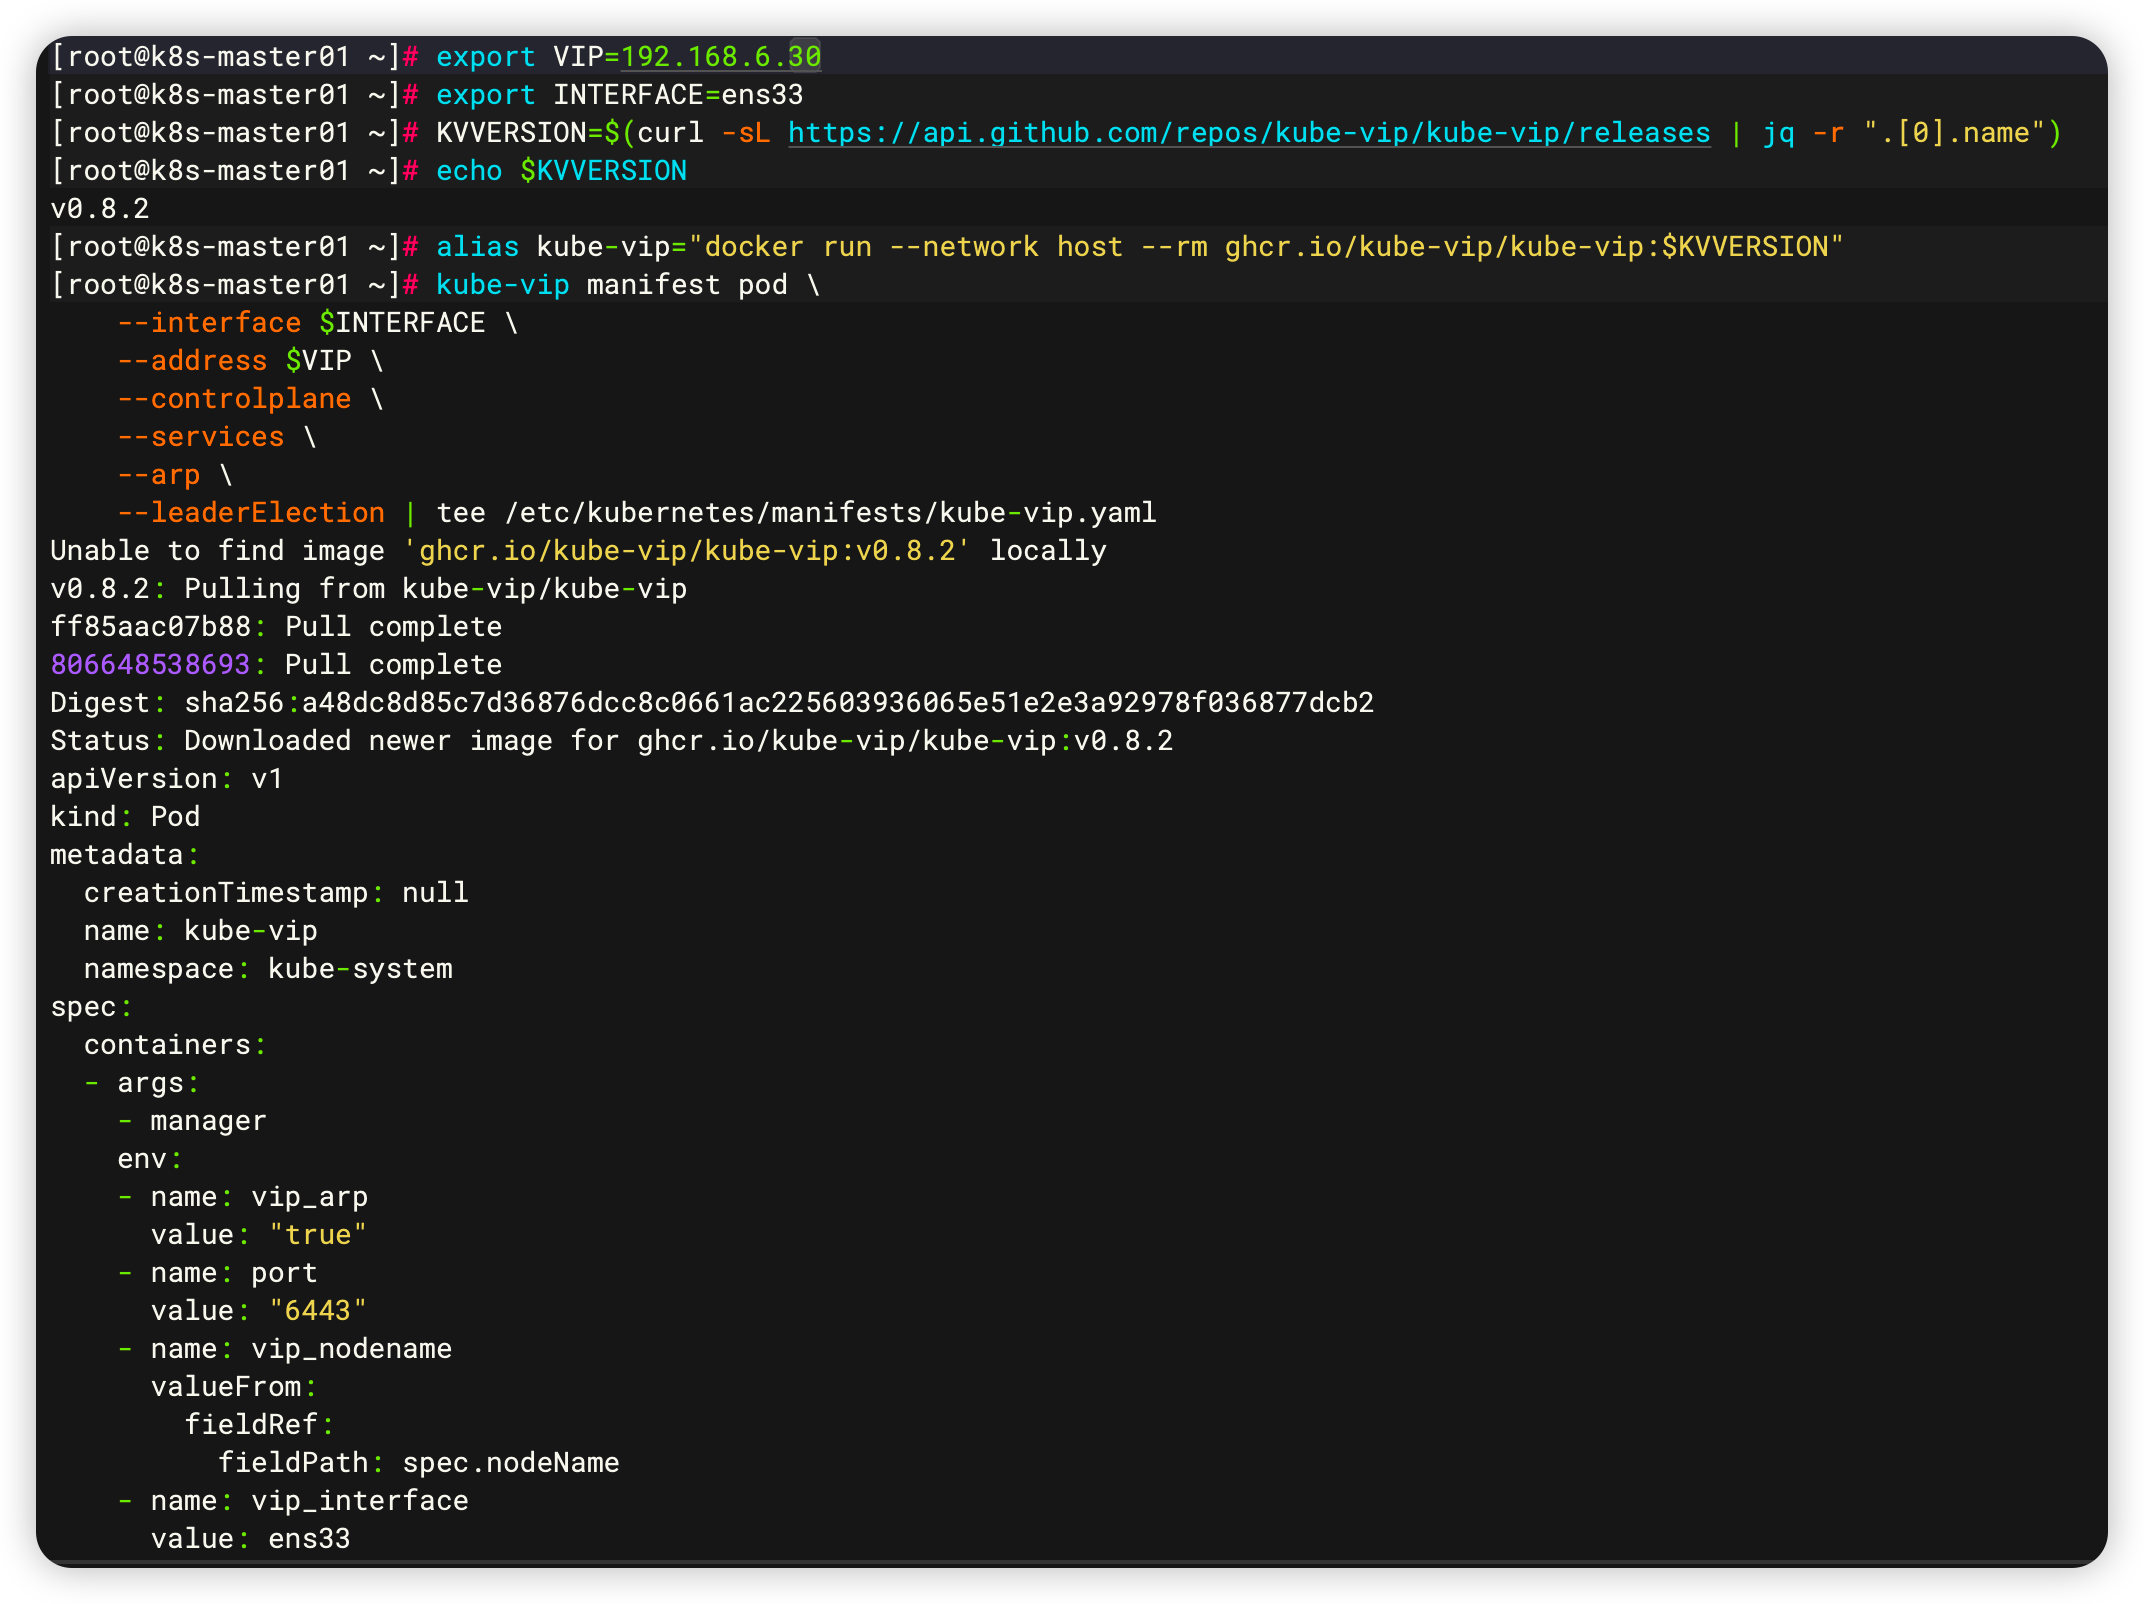 [root@k8s-master01 ~]# export VIP=192.168.6.30
[root@k8s-master01 ~]# export INTERFACE=ens33
[root@k8s-master01 ~]# KVVERSION=$(curl -sL https://api.github.com/repos/kube-vip/kube-vip/releases | jq -r ".[0].name")
[root@k8s-master01 ~]# echo $KVVERSION
v0.8.2
[root@k8s-master01 ~]# alias kube-vip="docker run --network host --rm ghcr.io/kube-vip/kube-vip:$KVVERSION"
[root@k8s-master01 ~]# kube-vip manifest pod \
    --interface $INTERFACE \
    --address $VIP \
    --controlplane \
    --services \
    --arp \
    --leaderElection | tee /etc/kubernetes/manifests/kube-vip.yaml
Unable to find image 'ghcr.io/kube-vip/kube-vip:v0.8.2' locally
v0.8.2: Pulling from kube-vip/kube-vip
ff85aac07b88: Pull complete
806648538693: Pull complete
Digest: sha256:a48dc8d85c7d36876dcc8c0661ac225603936065e51e2e3a92978f036877dcb2
Status: Downloaded newer image for ghcr.io/kube-vip/kube-vip:v0.8.2
apiVersion: v1
kind: Pod
metadata:
  creationTimestamp: null
  name: kube-vip
  namespace: kube-system
spec:
  containers:
  - args:
    - manager
    env:
    - name: vip_arp
      value: "true"
    - name: port
      value: "6443"
    - name: vip_nodename
      valueFrom:
        fieldRef:
          fieldPath: spec.nodeName
    - name: vip_interface
      value: ens33